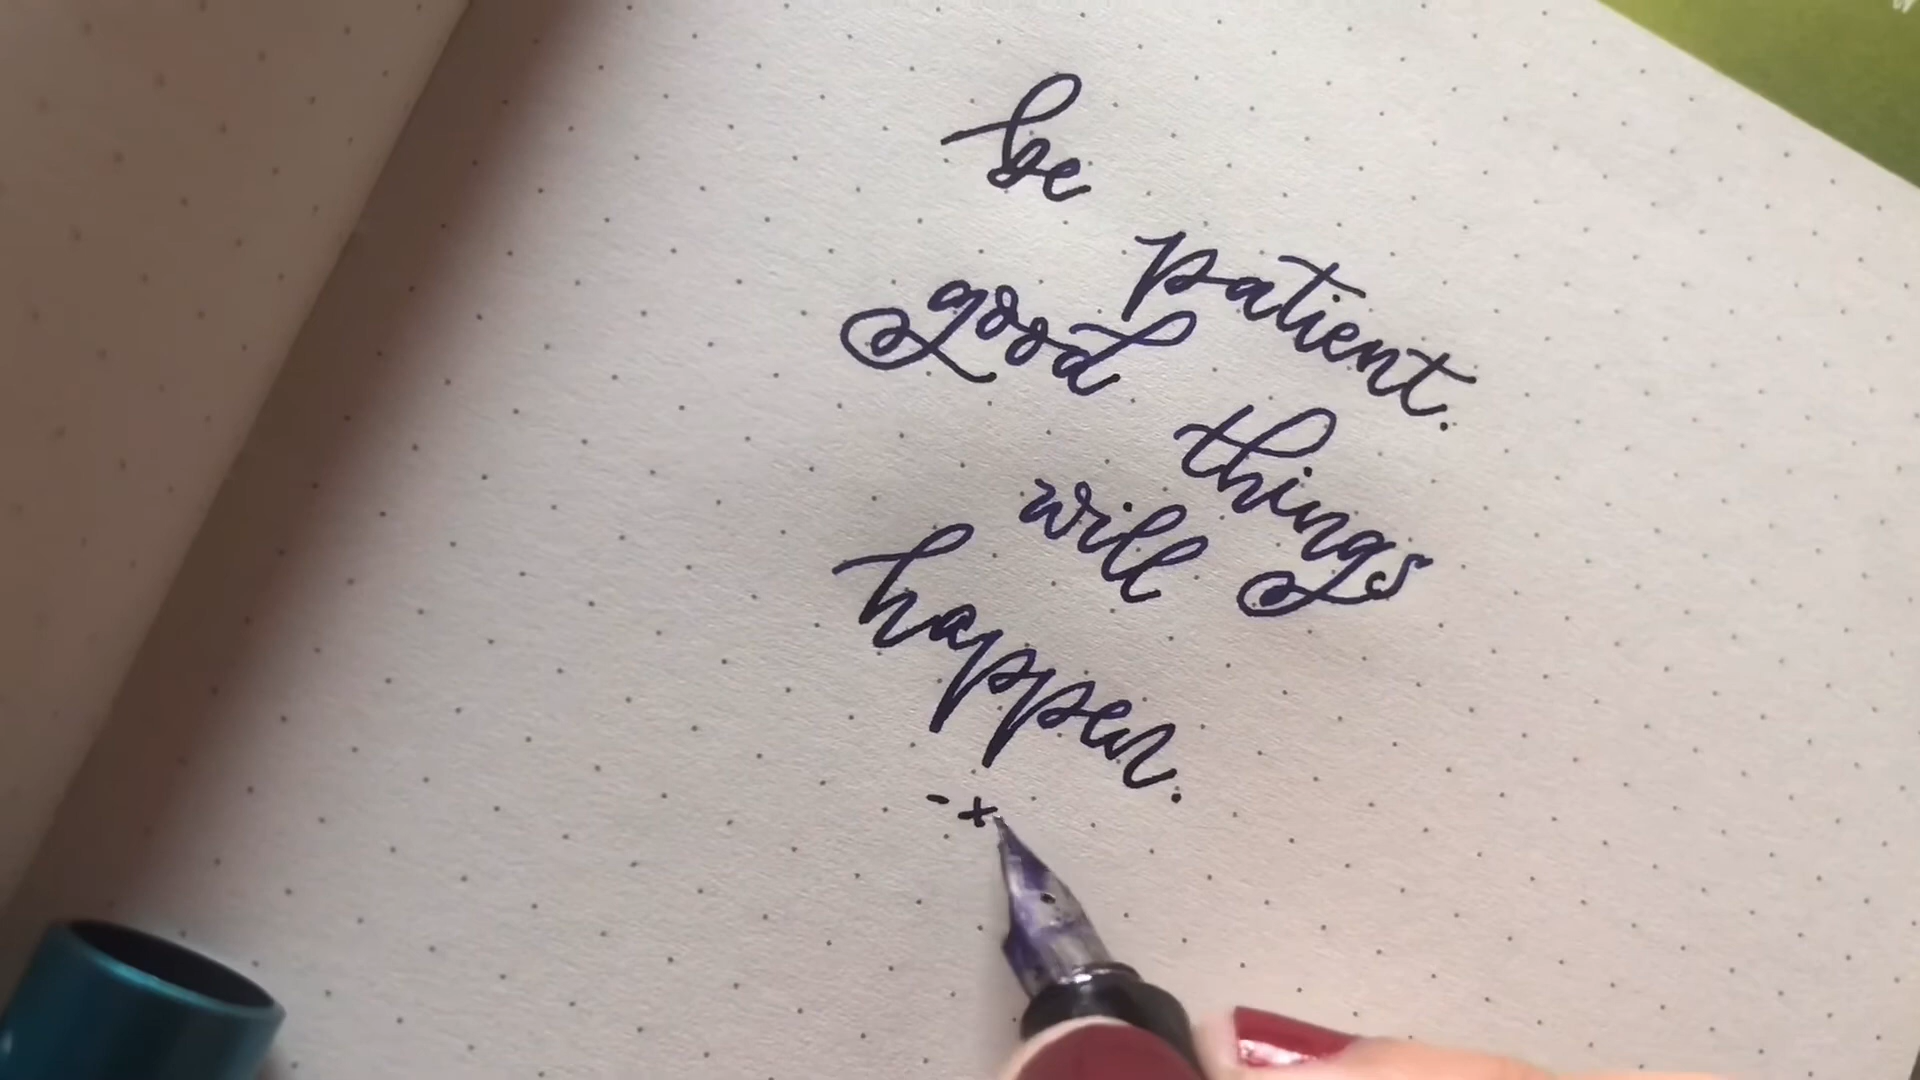 be
patient.
good
things
will
happen.
-x